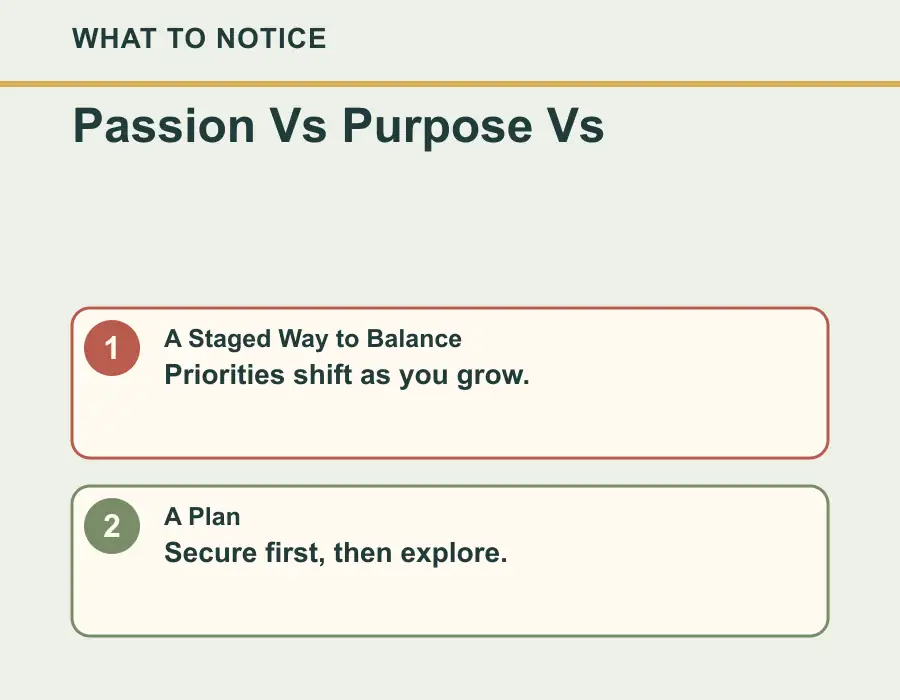 WHAT TO NOTICE
Passion Vs Purpose Vs
1
A Staged Way to Balance
Priorities shift as you grow.
2
A Plan
Secure first, then explore.